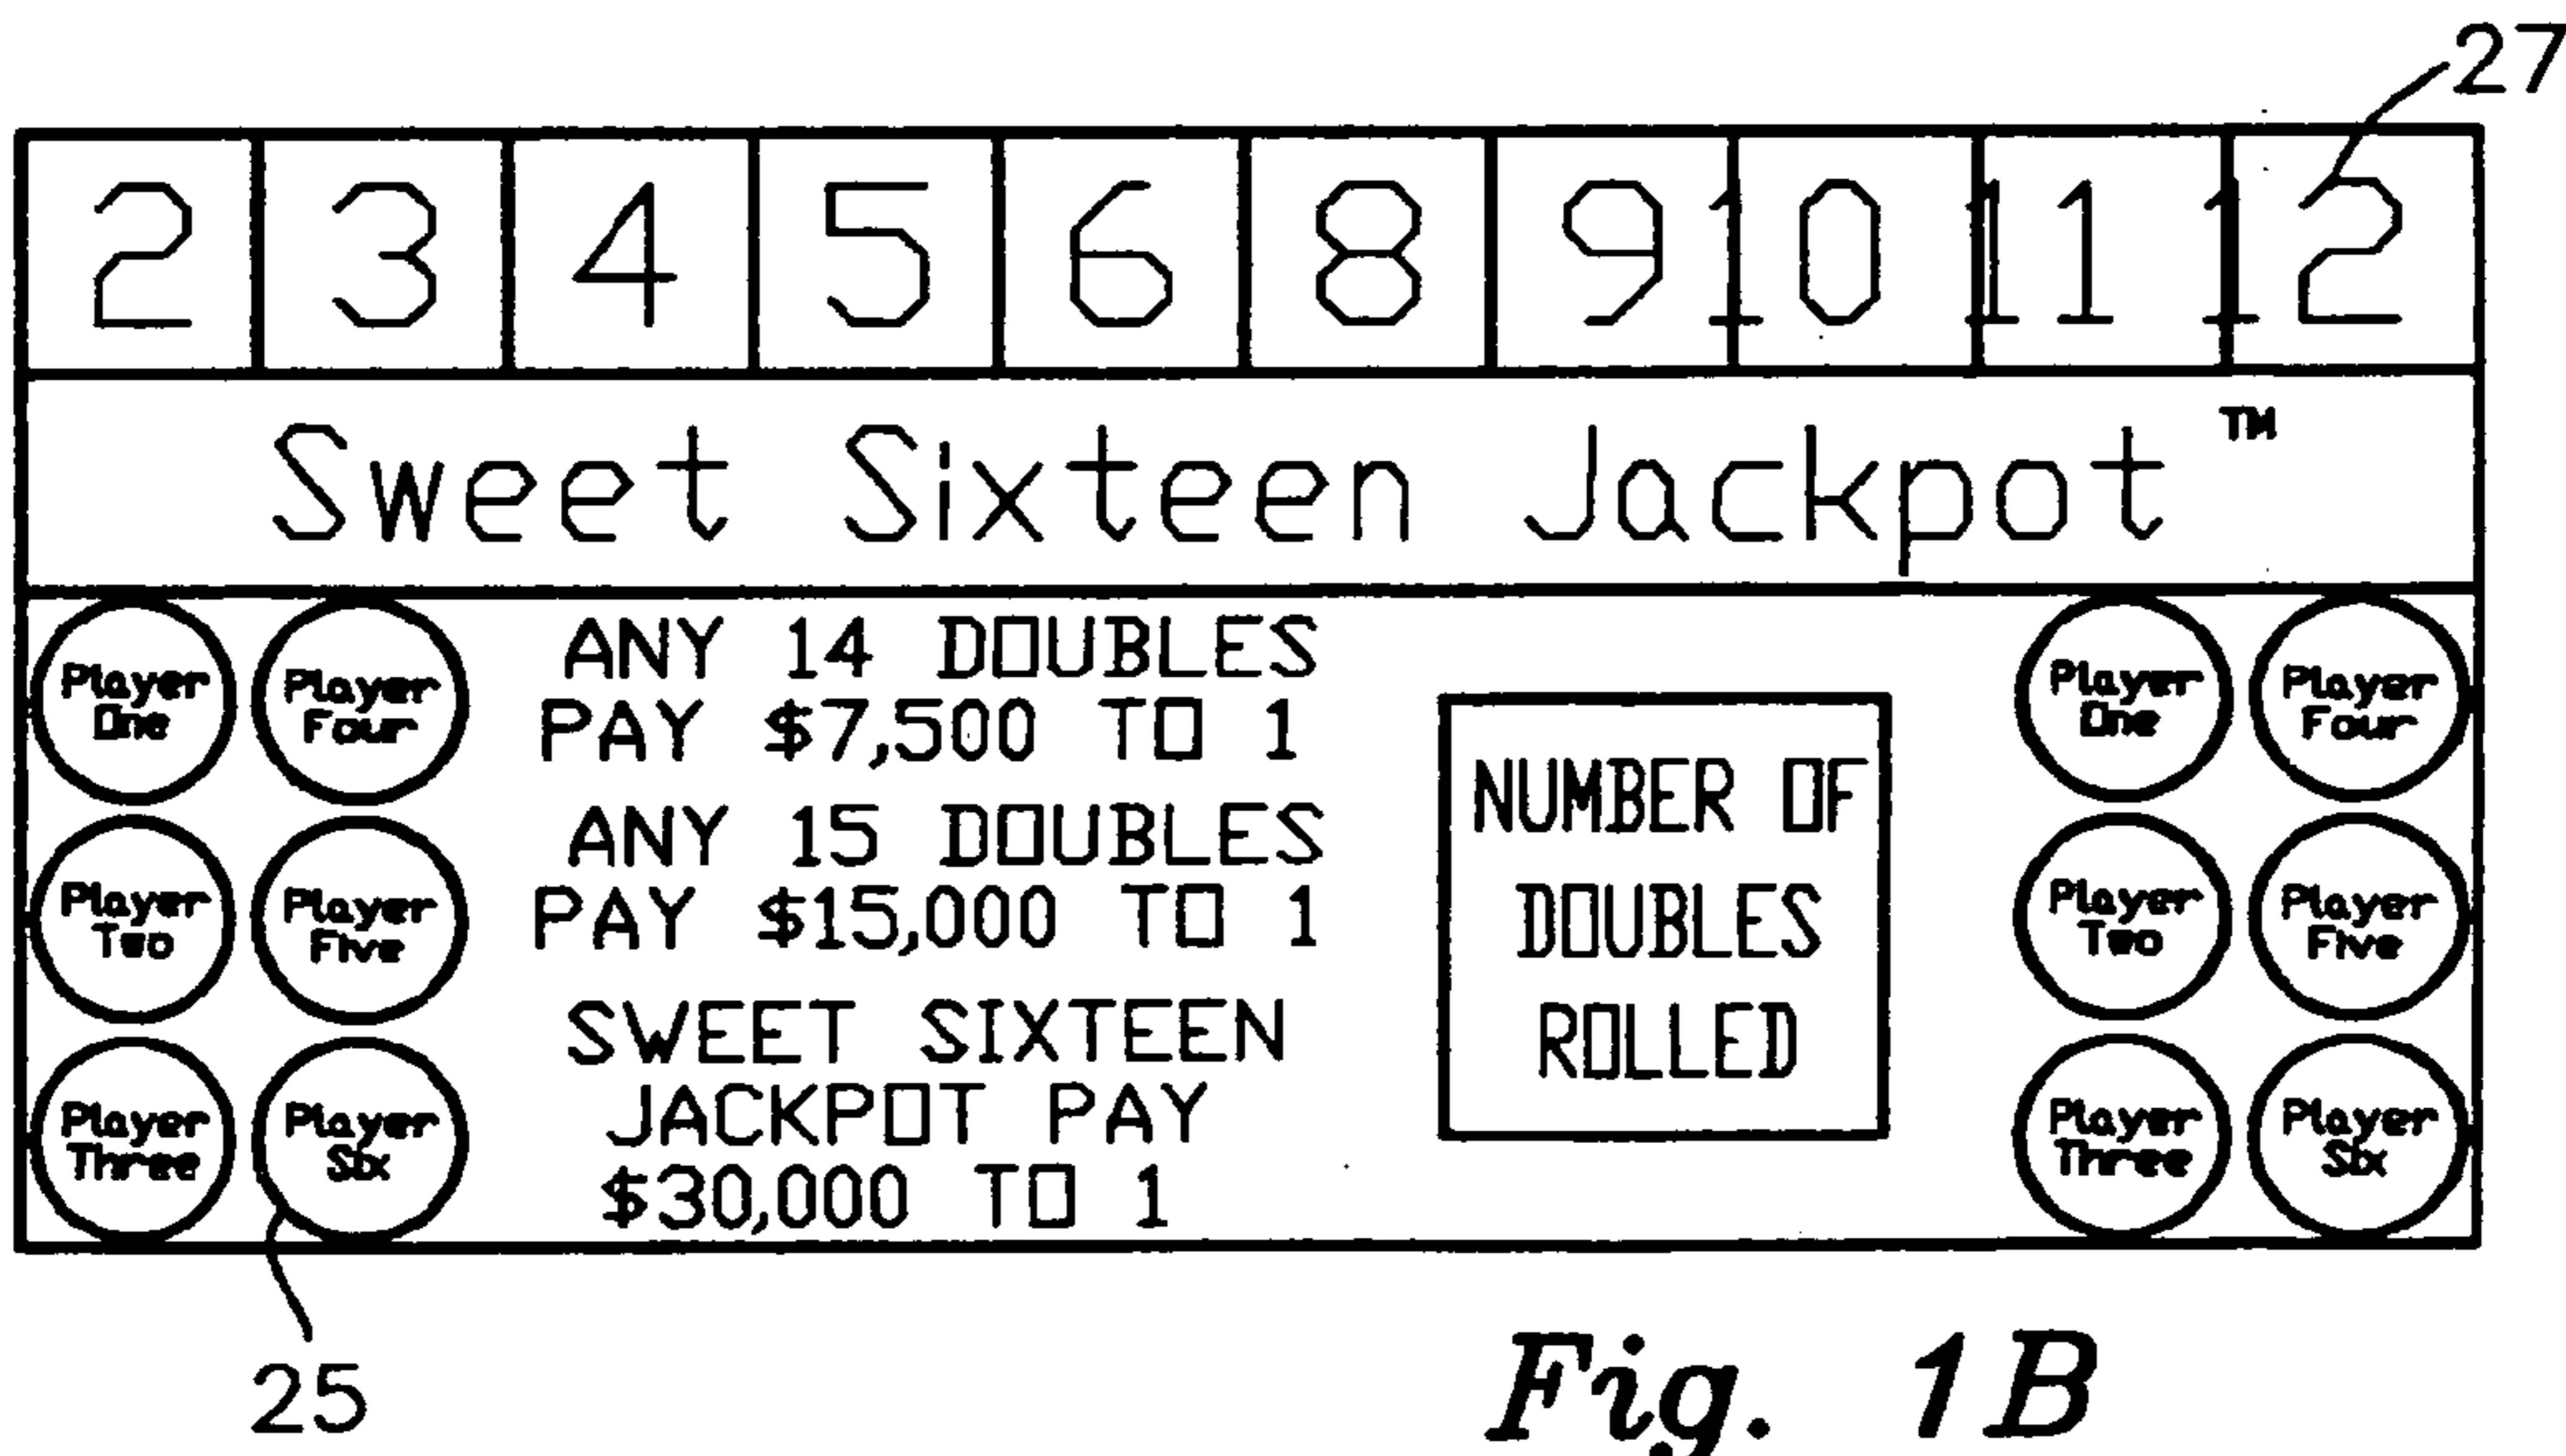 27
2 3 4 5 6 8 9 10 11 12
Sweet Sixteen Jackpot™
Player One
Player Four
Player Two
Player Five
Player Three
Player Six
ANY 14 DOUBLES
PAY $7,500 TO 1
ANY 15 DOUBLES
PAY $15,000 TO 1
SWEET SIXTEEN
JACKPOT PAY
$30,000 TO 1
NUMBER OF
DOUBLES
ROLLED
Player One
Player Four
Player Two
Player Five
Player Three
Player Six
25
Fig. 1B